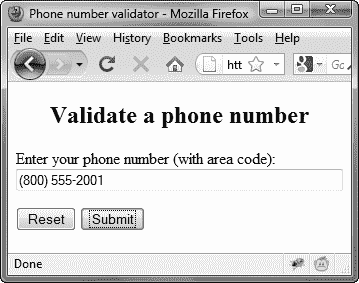 Phone number validator - Mozilla Firefox
File Edit View History Bookmarks Tools Help
htt Gc
Validate a phone number
Enter your phone number (with area code):
(800) 555-2001
Reset Submit
Done